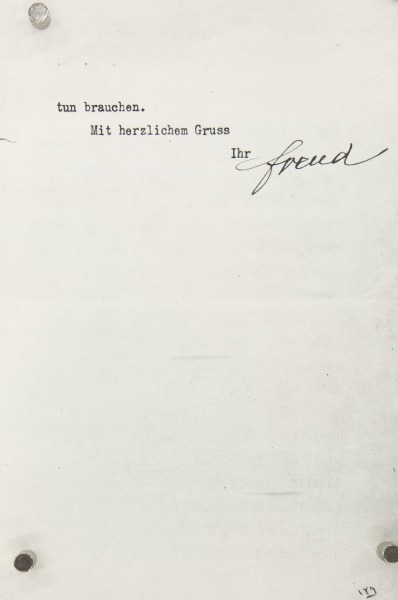 tun brauchen.
Mit herzlichem Gruss
Ihr Freud